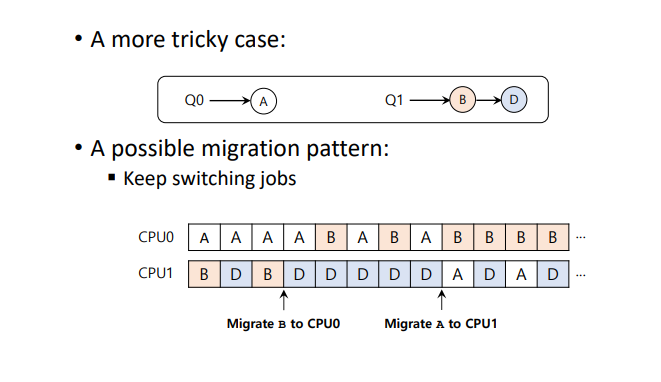 • A more tricky case:
Q0 A Q1 B D
• A possible migration pattern:
▪ Keep switching jobs
CPU0 A A A A B A B A B B B B ...
CPU1 B D B D D D D D A D A D ...
Migrate B to CPU0 Migrate A to CPU1